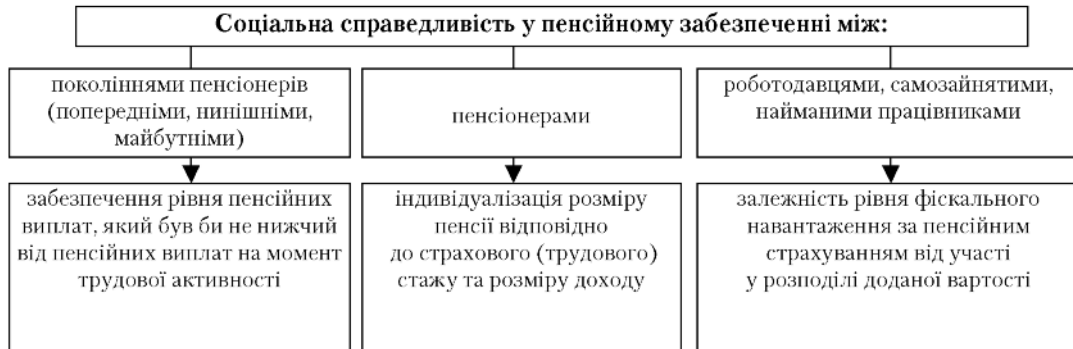 Соціальна справедливість у пенсійному забезпеченні між:
поколіннями пенсіонерів
(попередніми, нинішніми,
майбутніми)
пенсіонерами
роботодавцями, самозайнятими,
найманими працівниками
забезпечення рівня пенсійних
виплат, який був би не нижчий
від пенсійних виплат на момент
трудової активності
індивідуалізація розміру
пенсії відповідно
до страхового (трудового)
стажу та розміру доходу
залежність рівня фіскального
навантаження за пенсійним
страхуванням від участі
у розподілі доданої вартості